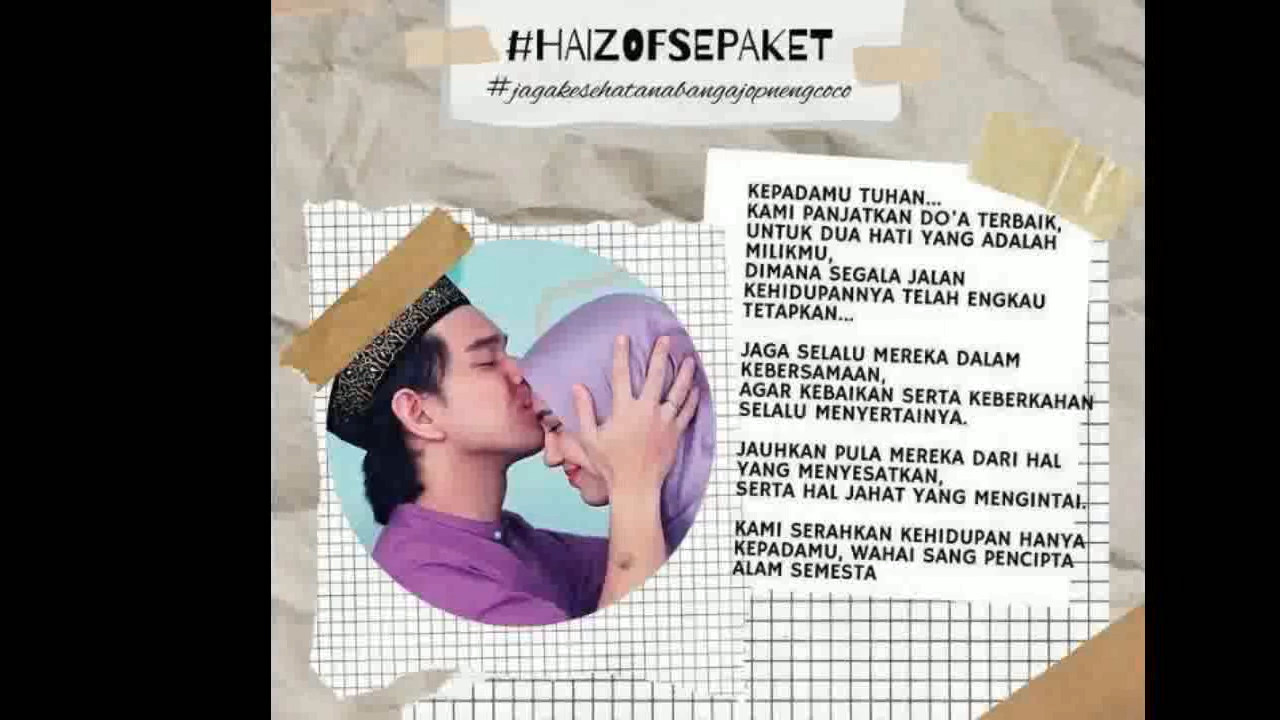 #HAIZOFSEPAKET
#jagakesehatanabangajopnengcoco
KEPADAMU TUHAN...
KAMI PANJATKAN DO'A TERBAIK,
UNTUK DUA HATI YANG ADALAH
MILIKMU,
DIMANA SEGALA JALAN
KEHIDUPANNYA TELAH ENGKAU
TETAPKAN...
JAGA SELALU MEREKA DALAM
KEBERSAMAAN,
AGAR KEBAIKAN SERTA KEBERKAHAN
SELALU MENYERTAINYA.
JAUHKAN PULA MEREKA DARI HAL
YANG MENYESATKAN,
SERTA HAL JAHAT YANG MENGINTAI.
KAMI SERAHKAN KEHIDUPAN HANYA
KEPADAMU, WAHAI SANG PENCIPTA
ALAM SEMESTA